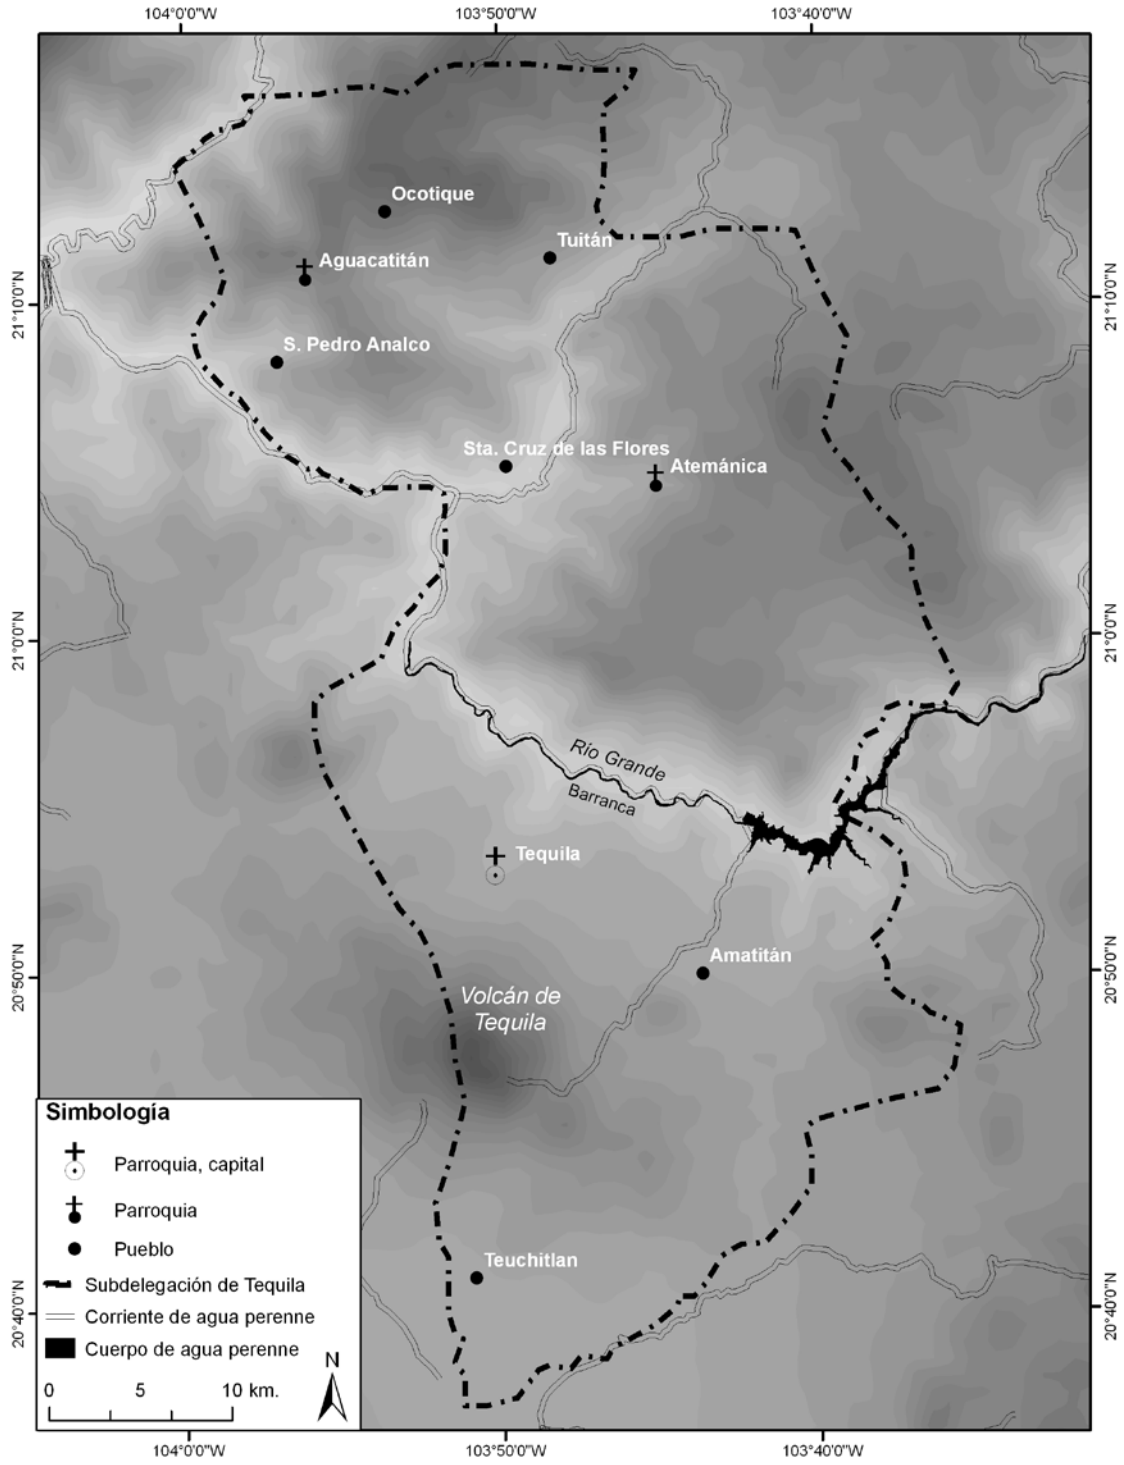 104°0'0"W
103°50'0"W
103°40'0"W
Ocotique
Tuitán
Aguacatitán
21°10'0"N
21°10'0"N
S. Pedro Analco
Sta. Cruz de las Flores
Atemánica
21°0'0"N
21°0'0"N
Río Grande
Barranca
Tequila
Amatitán
20°50'0"N
20°50'0"N
Volcán de
Tequila
Teuchitlan
20°40'0"N
20°40'0"N
Simbología
Parroquia, capital
Parroquia
Pueblo
Subdelegación de Tequila
Corriente de agua perenne
Cuerpo de agua perenne
N
0 5 10 km.
104°0'0"W
103°50'0"W
103°40'0"W